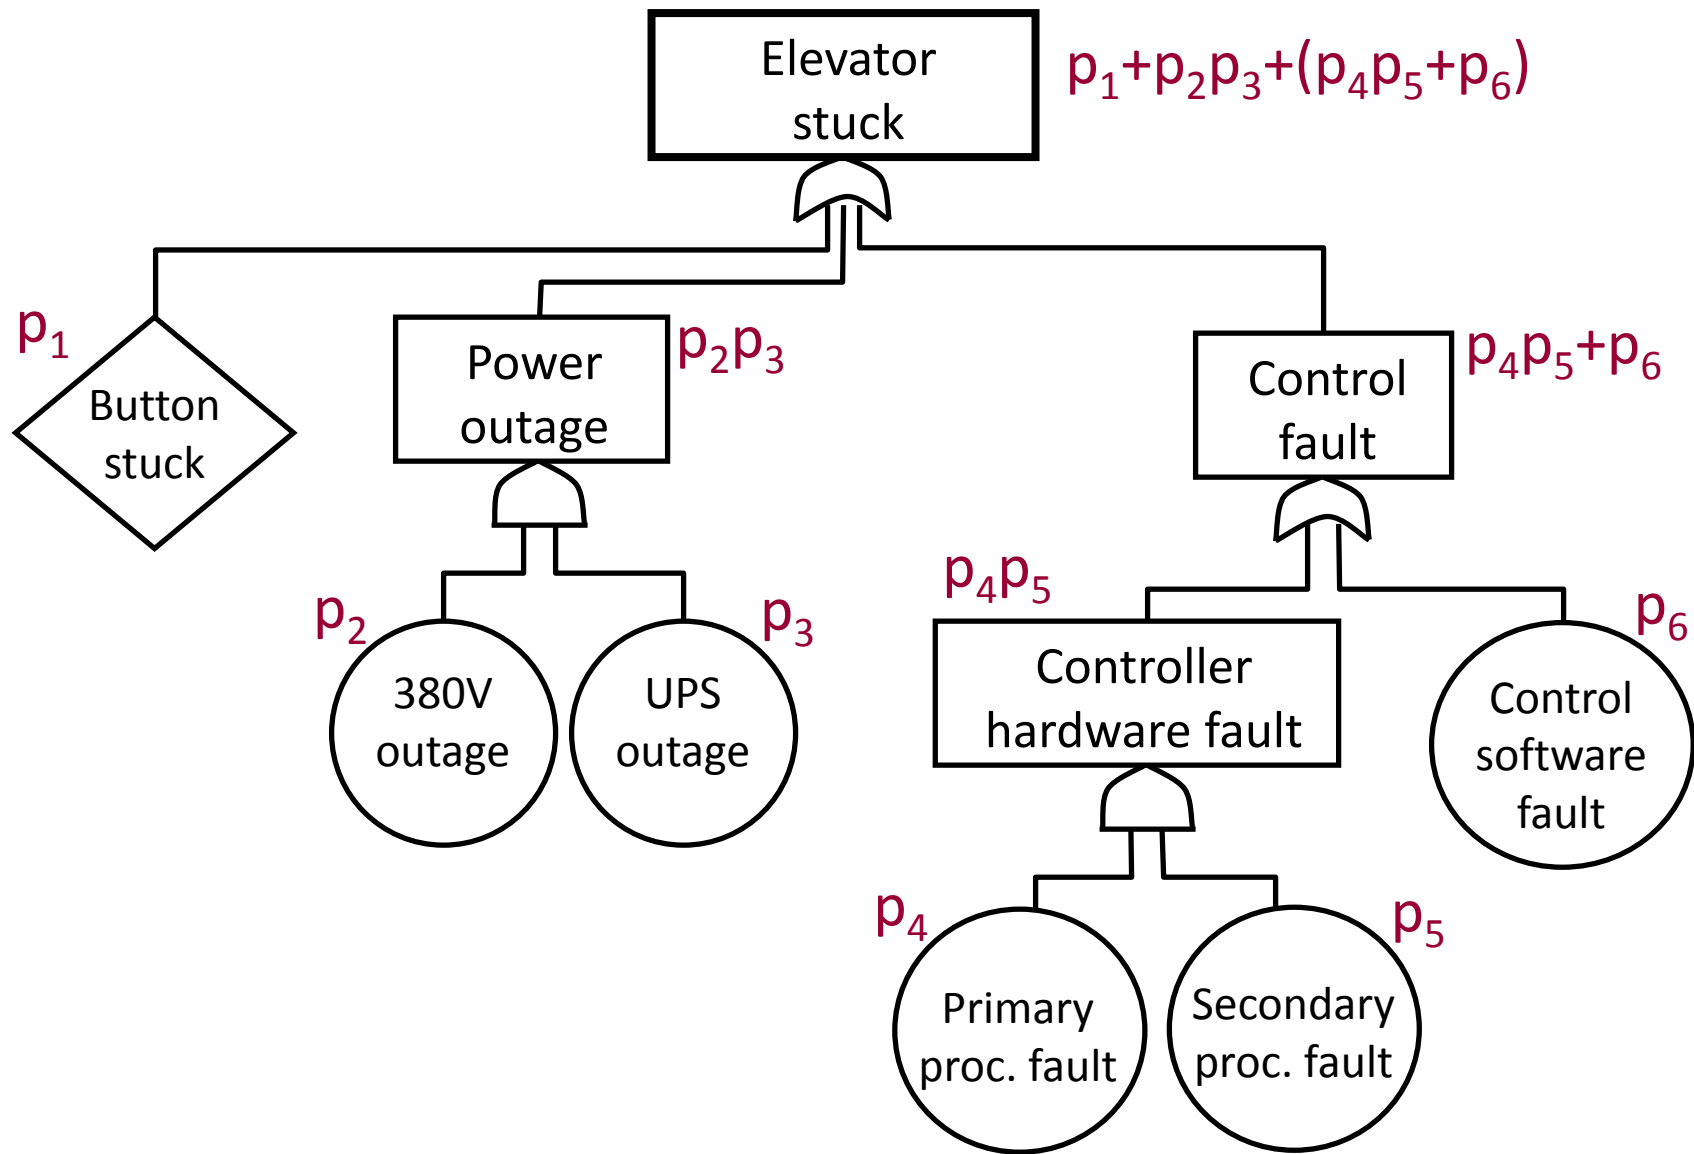 Elevator
stuck
p₁+p₂p₃+(p₄p₅+p₆)
p₁
Button
stuck
Power
outage
p₂p₃
Control
fault
p₄p₅+p₆
p₂
380V
outage
p₃
UPS
outage
p₄p₅
Controller
hardware fault
p₆
Control
software
fault
p₄
Primary
proc. fault
p₅
Secondary
proc. fault